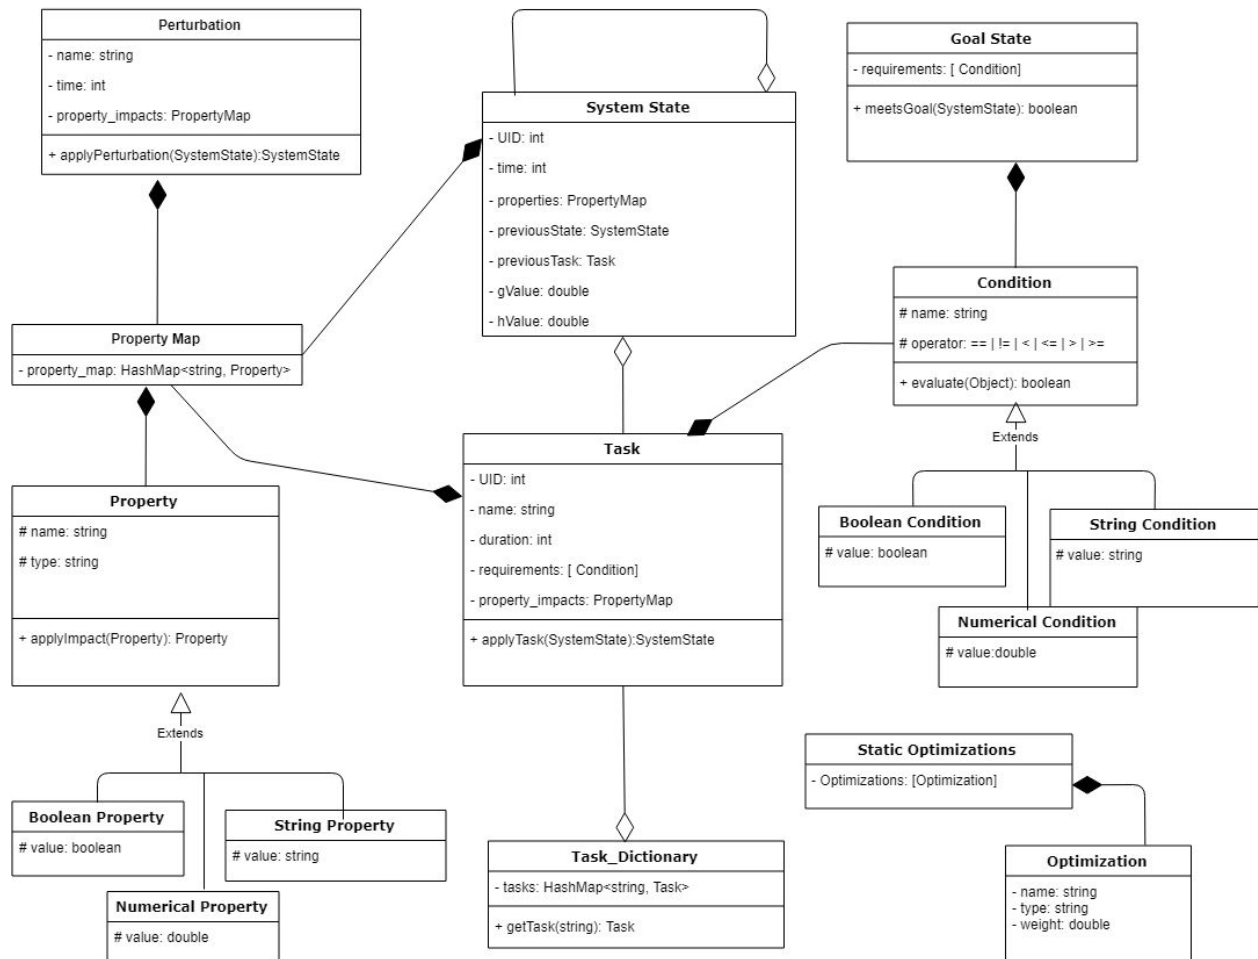 Perturbation
- name: string
- time: int
- property_impacts: PropertyMap
+ applyPerturbation(SystemState):SystemState
System State
- UID: int
- time: int
- properties: PropertyMap
- previousState: SystemState
- previousTask: Task
- gValue: double
- hValue: double
Goal State
- requirements: [ Condition]
+ meetsGoal(SystemState): boolean
Condition
# name: string
# operator: == | != | < | <= | > | >=
+ evaluate(Object): boolean
Extends
Property Map
- property_map: HashMap<string, Property>
Task
- UID: int
- name: string
- duration: int
- requirements: [ Condition]
- property_impacts: PropertyMap
+ applyTask(SystemState):SystemState
Property
# name: string
# type: string
+ applyImpact(Property): Property
Extends
Boolean Condition
# value: boolean
String Condition
# value: string
Numerical Condition
# value:double
Boolean Property
# value: boolean
String Property
# value: string
Numerical Property
# value: double
Task_Dictionary
- tasks: HashMap<string, Task>
+ getTask(string): Task
Static Optimizations
- Optimizations: [Optimization]
Optimization
- name: string
- type: string
- weight: double